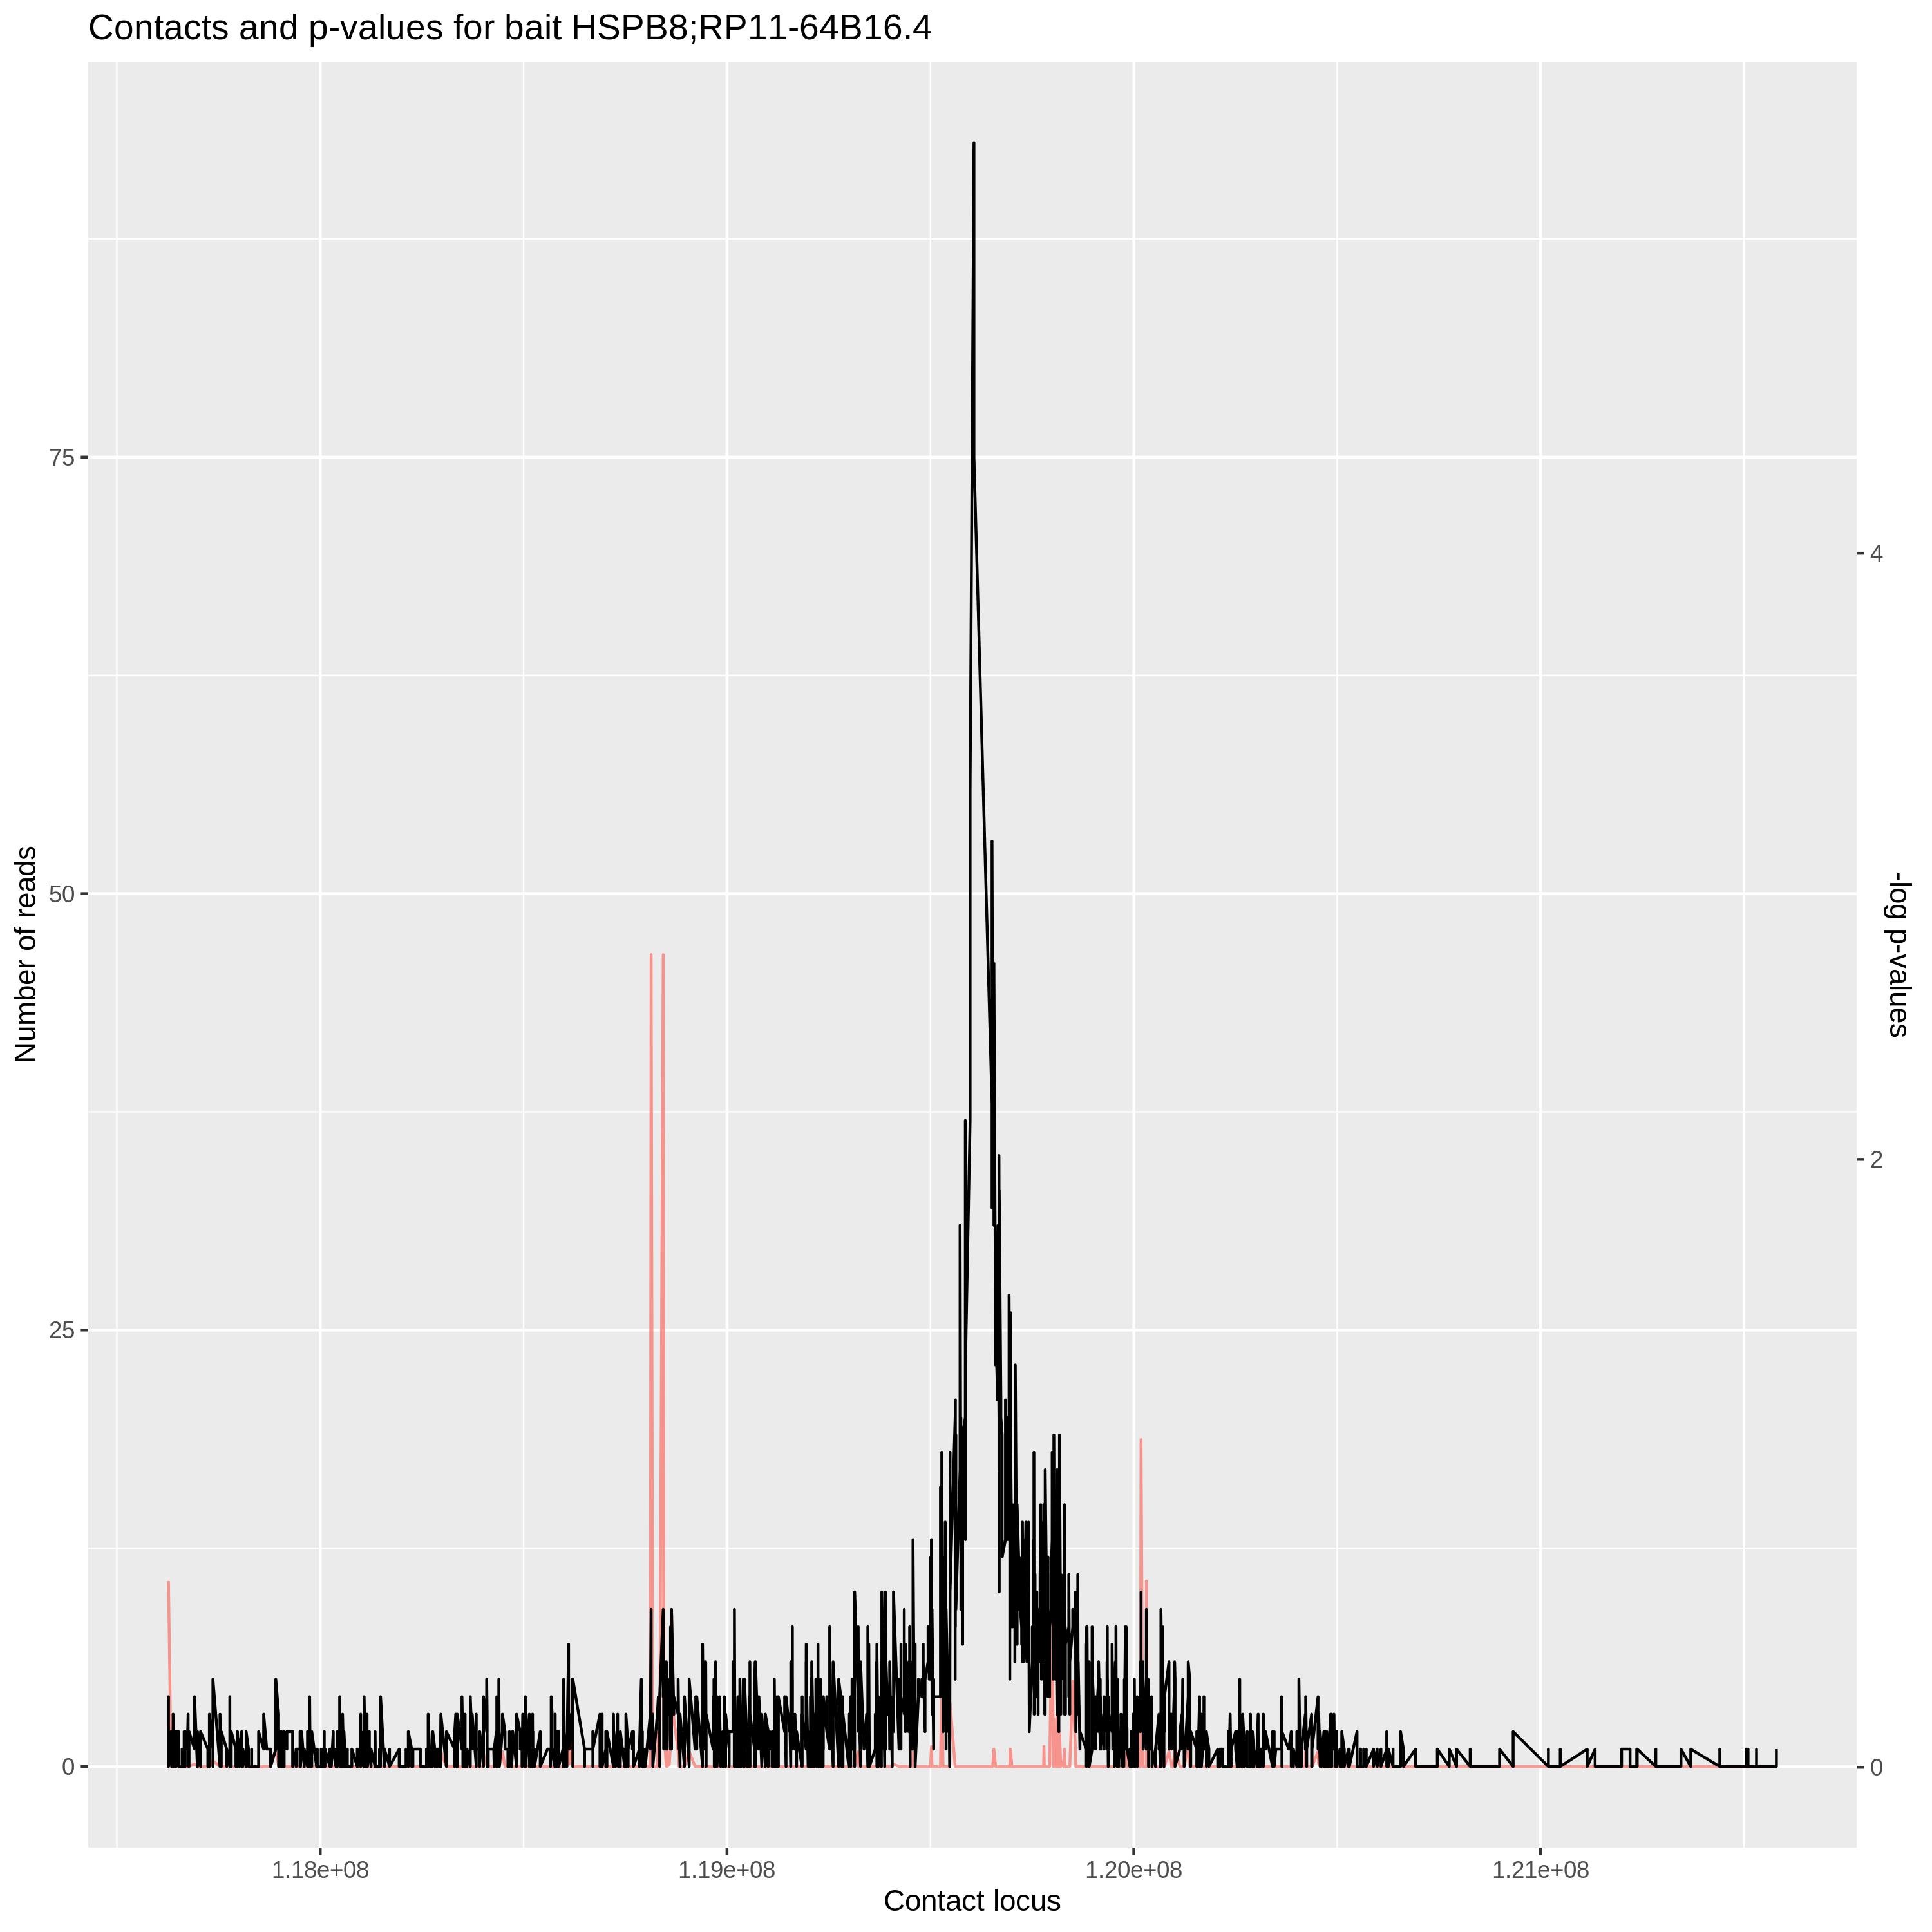 Contacts and p-values for bait HSPB8;RP11-64B16.4
Number of reads
75
50
25
0
4
2
0
-log p-values
1.18e+08
1.19e+08
1.20e+08
1.21e+08
Contact locus